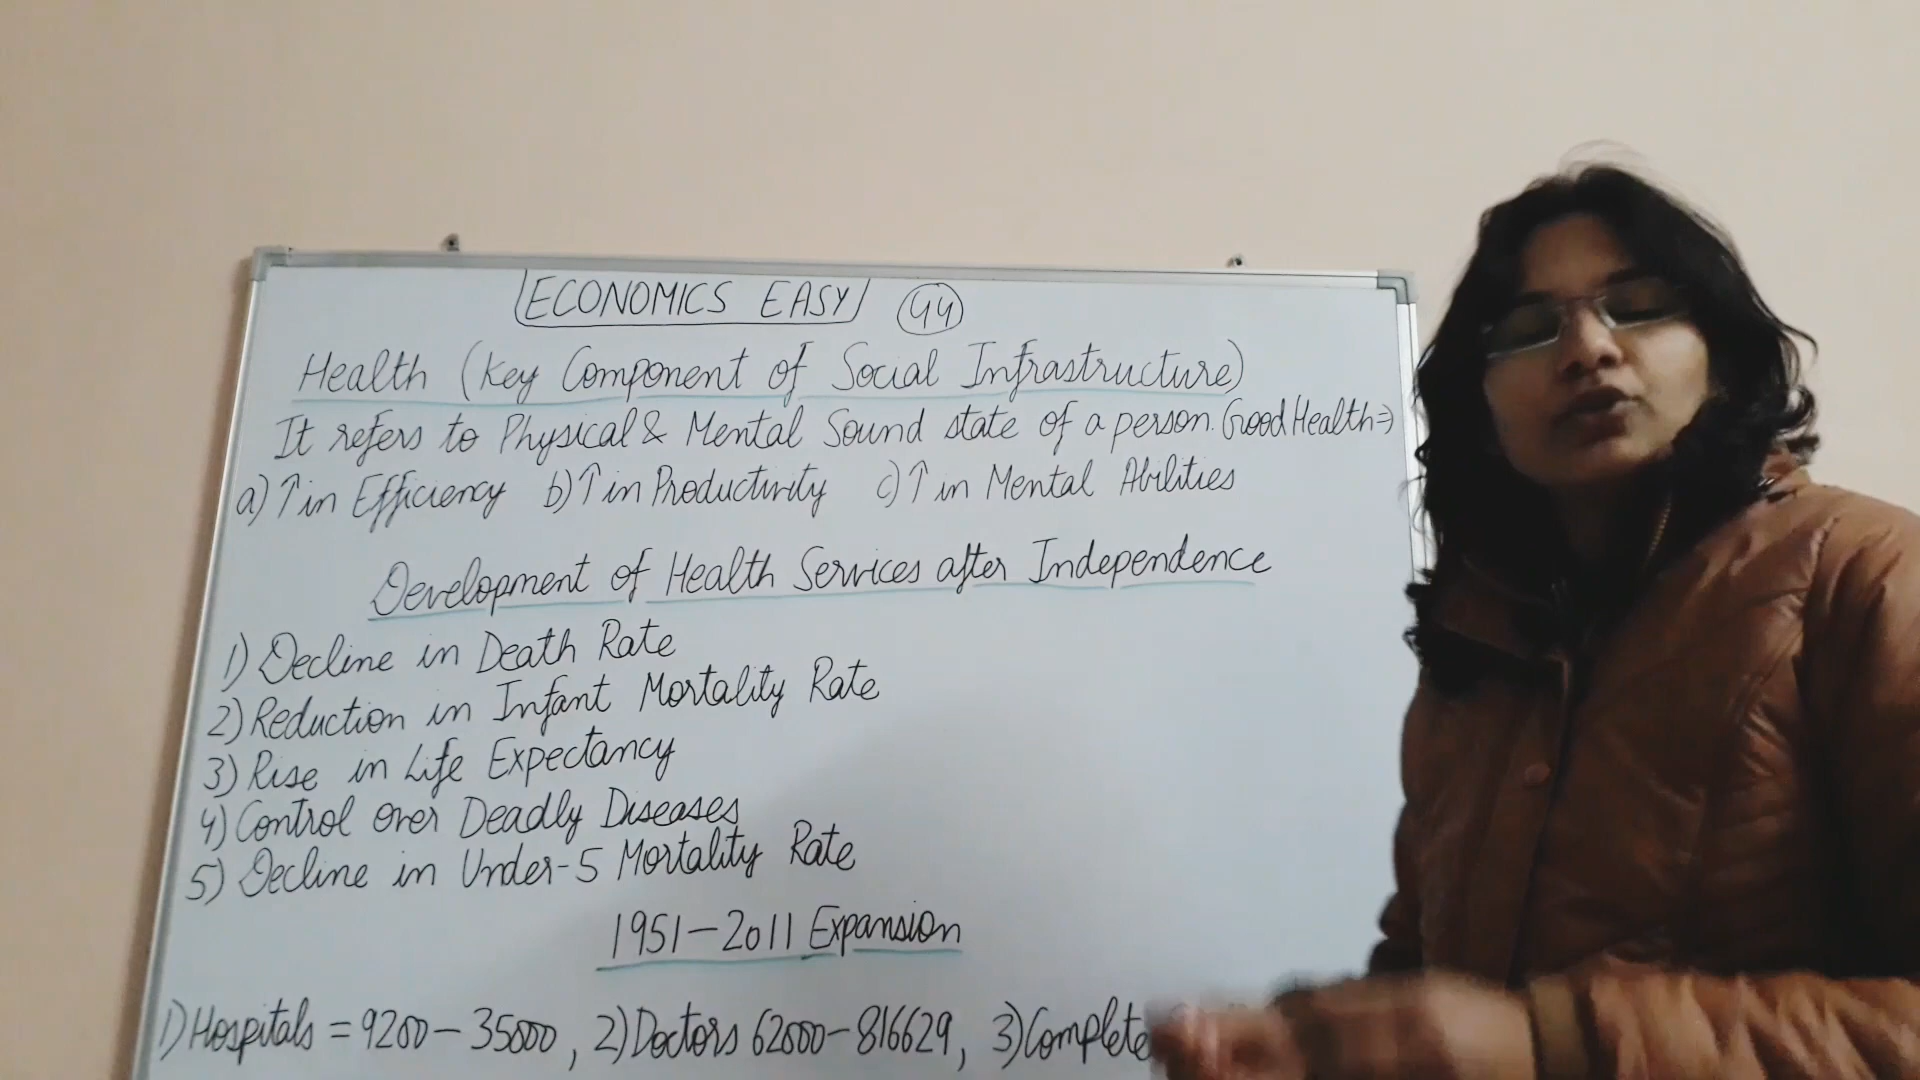 ECONOMICS EASY 44
Health (Key Component of Social Infrastructure)
It refers to Physical & Mental Sound state of a person. Good Health ⇒
a) ↑ in Efficiency b) ↑ in Productivity c) ↑ in Mental Abilities
Development of Health Services after Independence
1) Decline in Death Rate
2) Reduction in Infant Mortality Rate
3) Rise in Life Expectancy
4) Control over Deadly Diseases
5) Decline in Under-5 Mortality Rate
1951-2011 Expansion
1) Hospitals = 9200 - 35000, 2) Doctors 62000 - 816629, 3) Complete